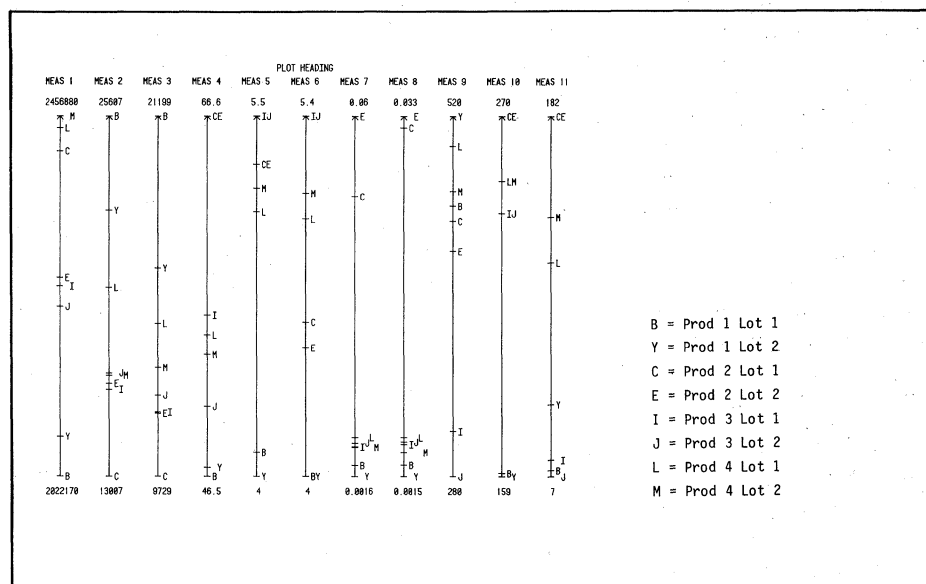 PLOT HEADING
MEAS 1 MEAS 2 MEAS 3 MEAS 4 MEAS 5 MEAS 6 MEAS 7 MEAS 8 MEAS 9 MEAS 10 MEAS 11
2456880 25607 21199 66.6 5.5 5.4 0.06 0.033 520 270 182
M B B CE IJ IJ E E Y CE CE
L C
L
C
CE
LM
M
M M
C
B
Y L IJ
L M
C
E
L
Y
E
I
L
J
I
C
L
L
E
M
M
J M
E
I
J
Y
J
E I
I
Y
L L
J J
I M I
M
I
B
B B
Y
B
B Y
J
B C C B Y BY Y Y J
2022170 13007 9729 46.5 4 4 0.0016 0.0015 280 159 7
B = Prod 1 Lot 1
Y = Prod 1 Lot 2
C = Prod 2 Lot 1
E = Prod 2 Lot 2
I = Prod 3 Lot 1
J = Prod 3 Lot 2
L = Prod 4 Lot 1
M = Prod 4 Lot 2